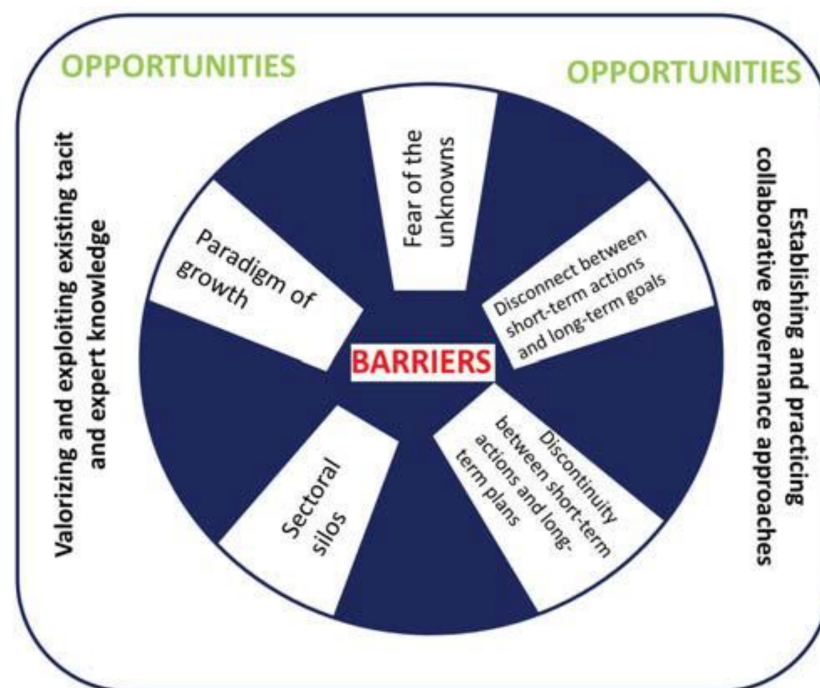 OPPORTUNITIES
OPPORTUNITIES
Valorizing and exploiting existing tacit
and expert knowledge
Fear of the
unknowns
Paradigm of
growth
Disconnect between
short-term actions
and long-term goals
BARRIERS
Sectoral
silos
Discontinuity
between short-term
actions and long-
term plans
Establishing and practicing
collaborative governance approaches